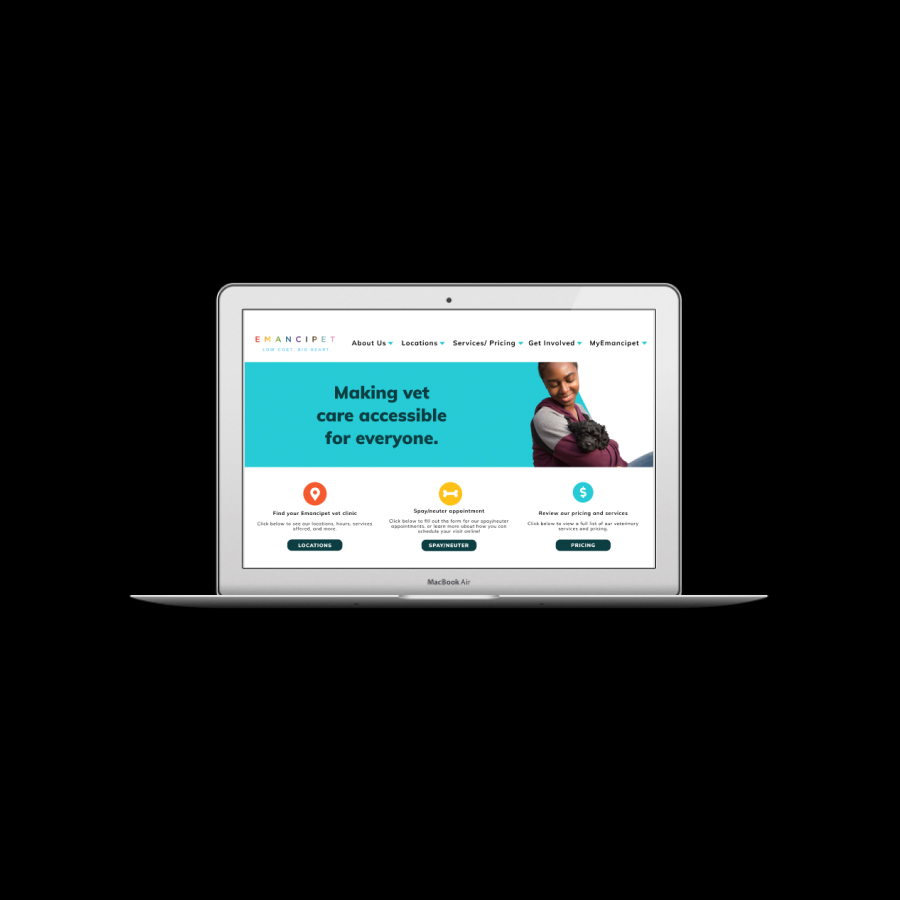 EMANCIPET
LOW COST. BIG HEART.
About Us
Locations
Services/ Pricing
Get Involved
MyEmancipet
Making vet
care accessible
for everyone.
Find your Emancipet vet clinic
Click below to see our locations, hours, services
offered, and more.
LOCATIONS
Spay/neuter appointment
Click below to fill out the form for our spay/neuter
appointments, or learn more about how you can
schedule your visit online!
SPAY/NEUTER
$
Review our pricing and services
Click below to view a full list of our veterinary
services and pricing.
PRICING
MacBook Air